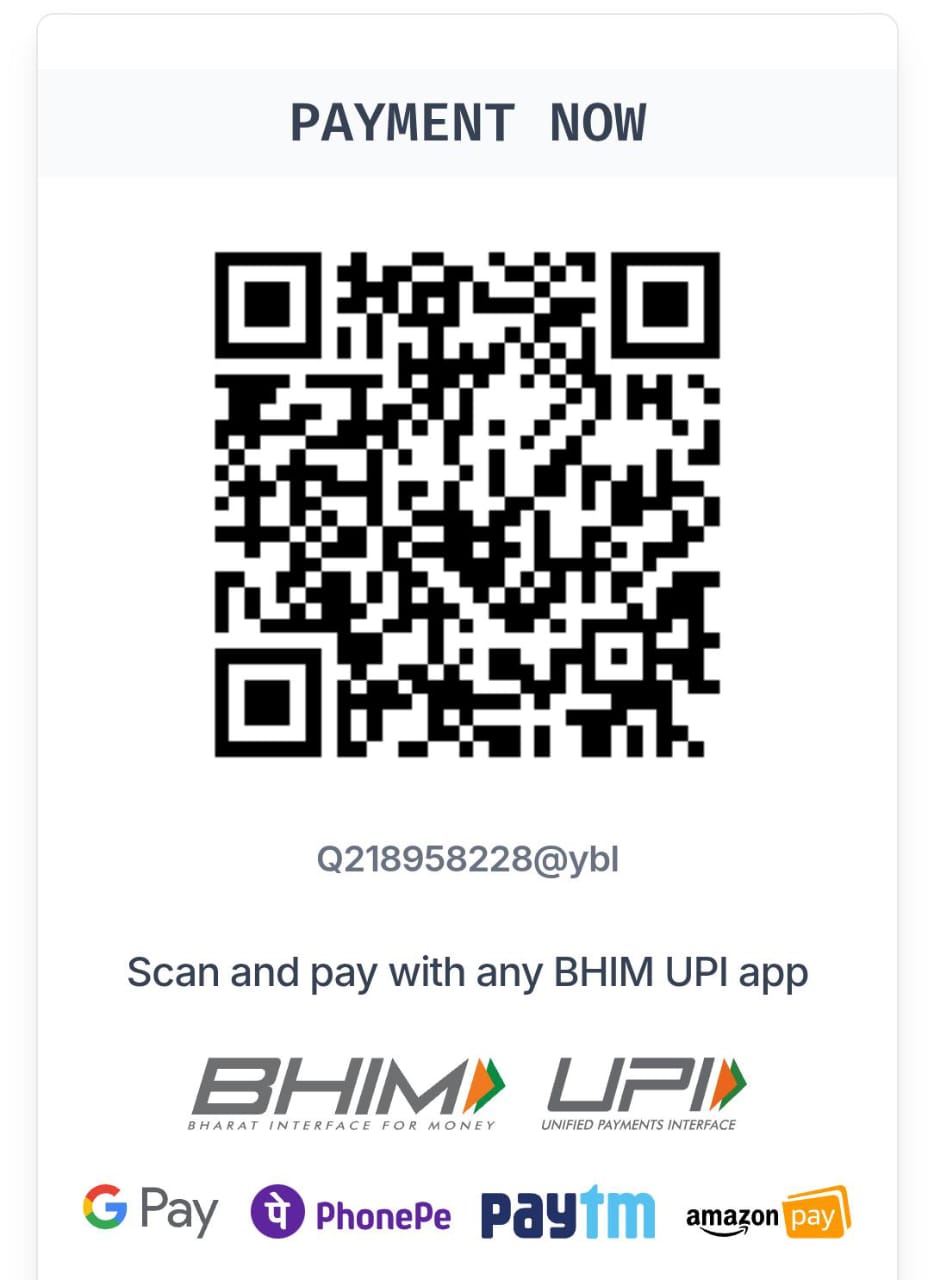 PAYMENT NOW
Q218958228@ybl
Scan and pay with any BHIM UPI app
BHIM UPI
BHARAT INTERFACE FOR MONEY UNIFIED PAYMENTS INTERFACE
G Pay पे PhonePe paytm amazon pay